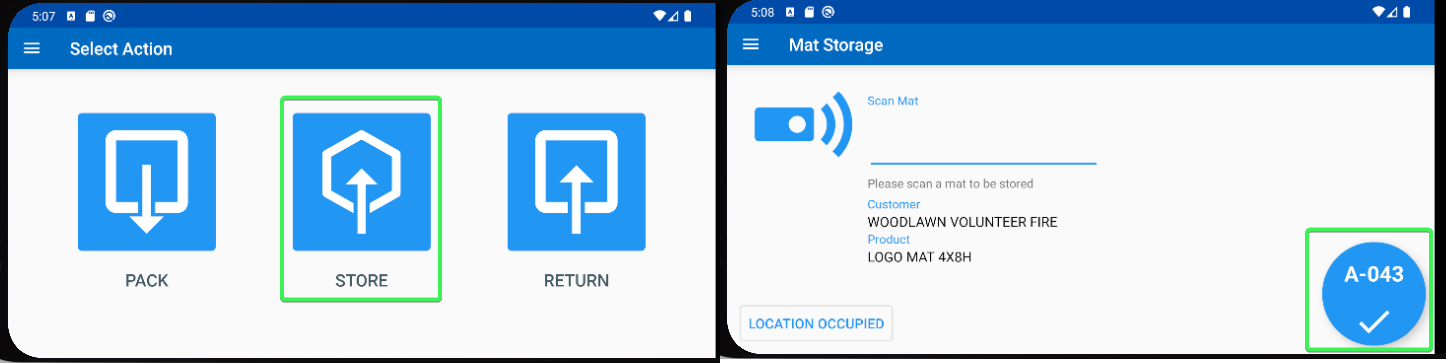 5:07
Select Action
PACK
STORE
RETURN
5:08
Mat Storage
Scan Mat
Please scan a mat to be stored
Customer
WOODLAWN VOLUNTEER FIRE
Product
LOGO MAT 4X8H
A-043
LOCATION OCCUPIED